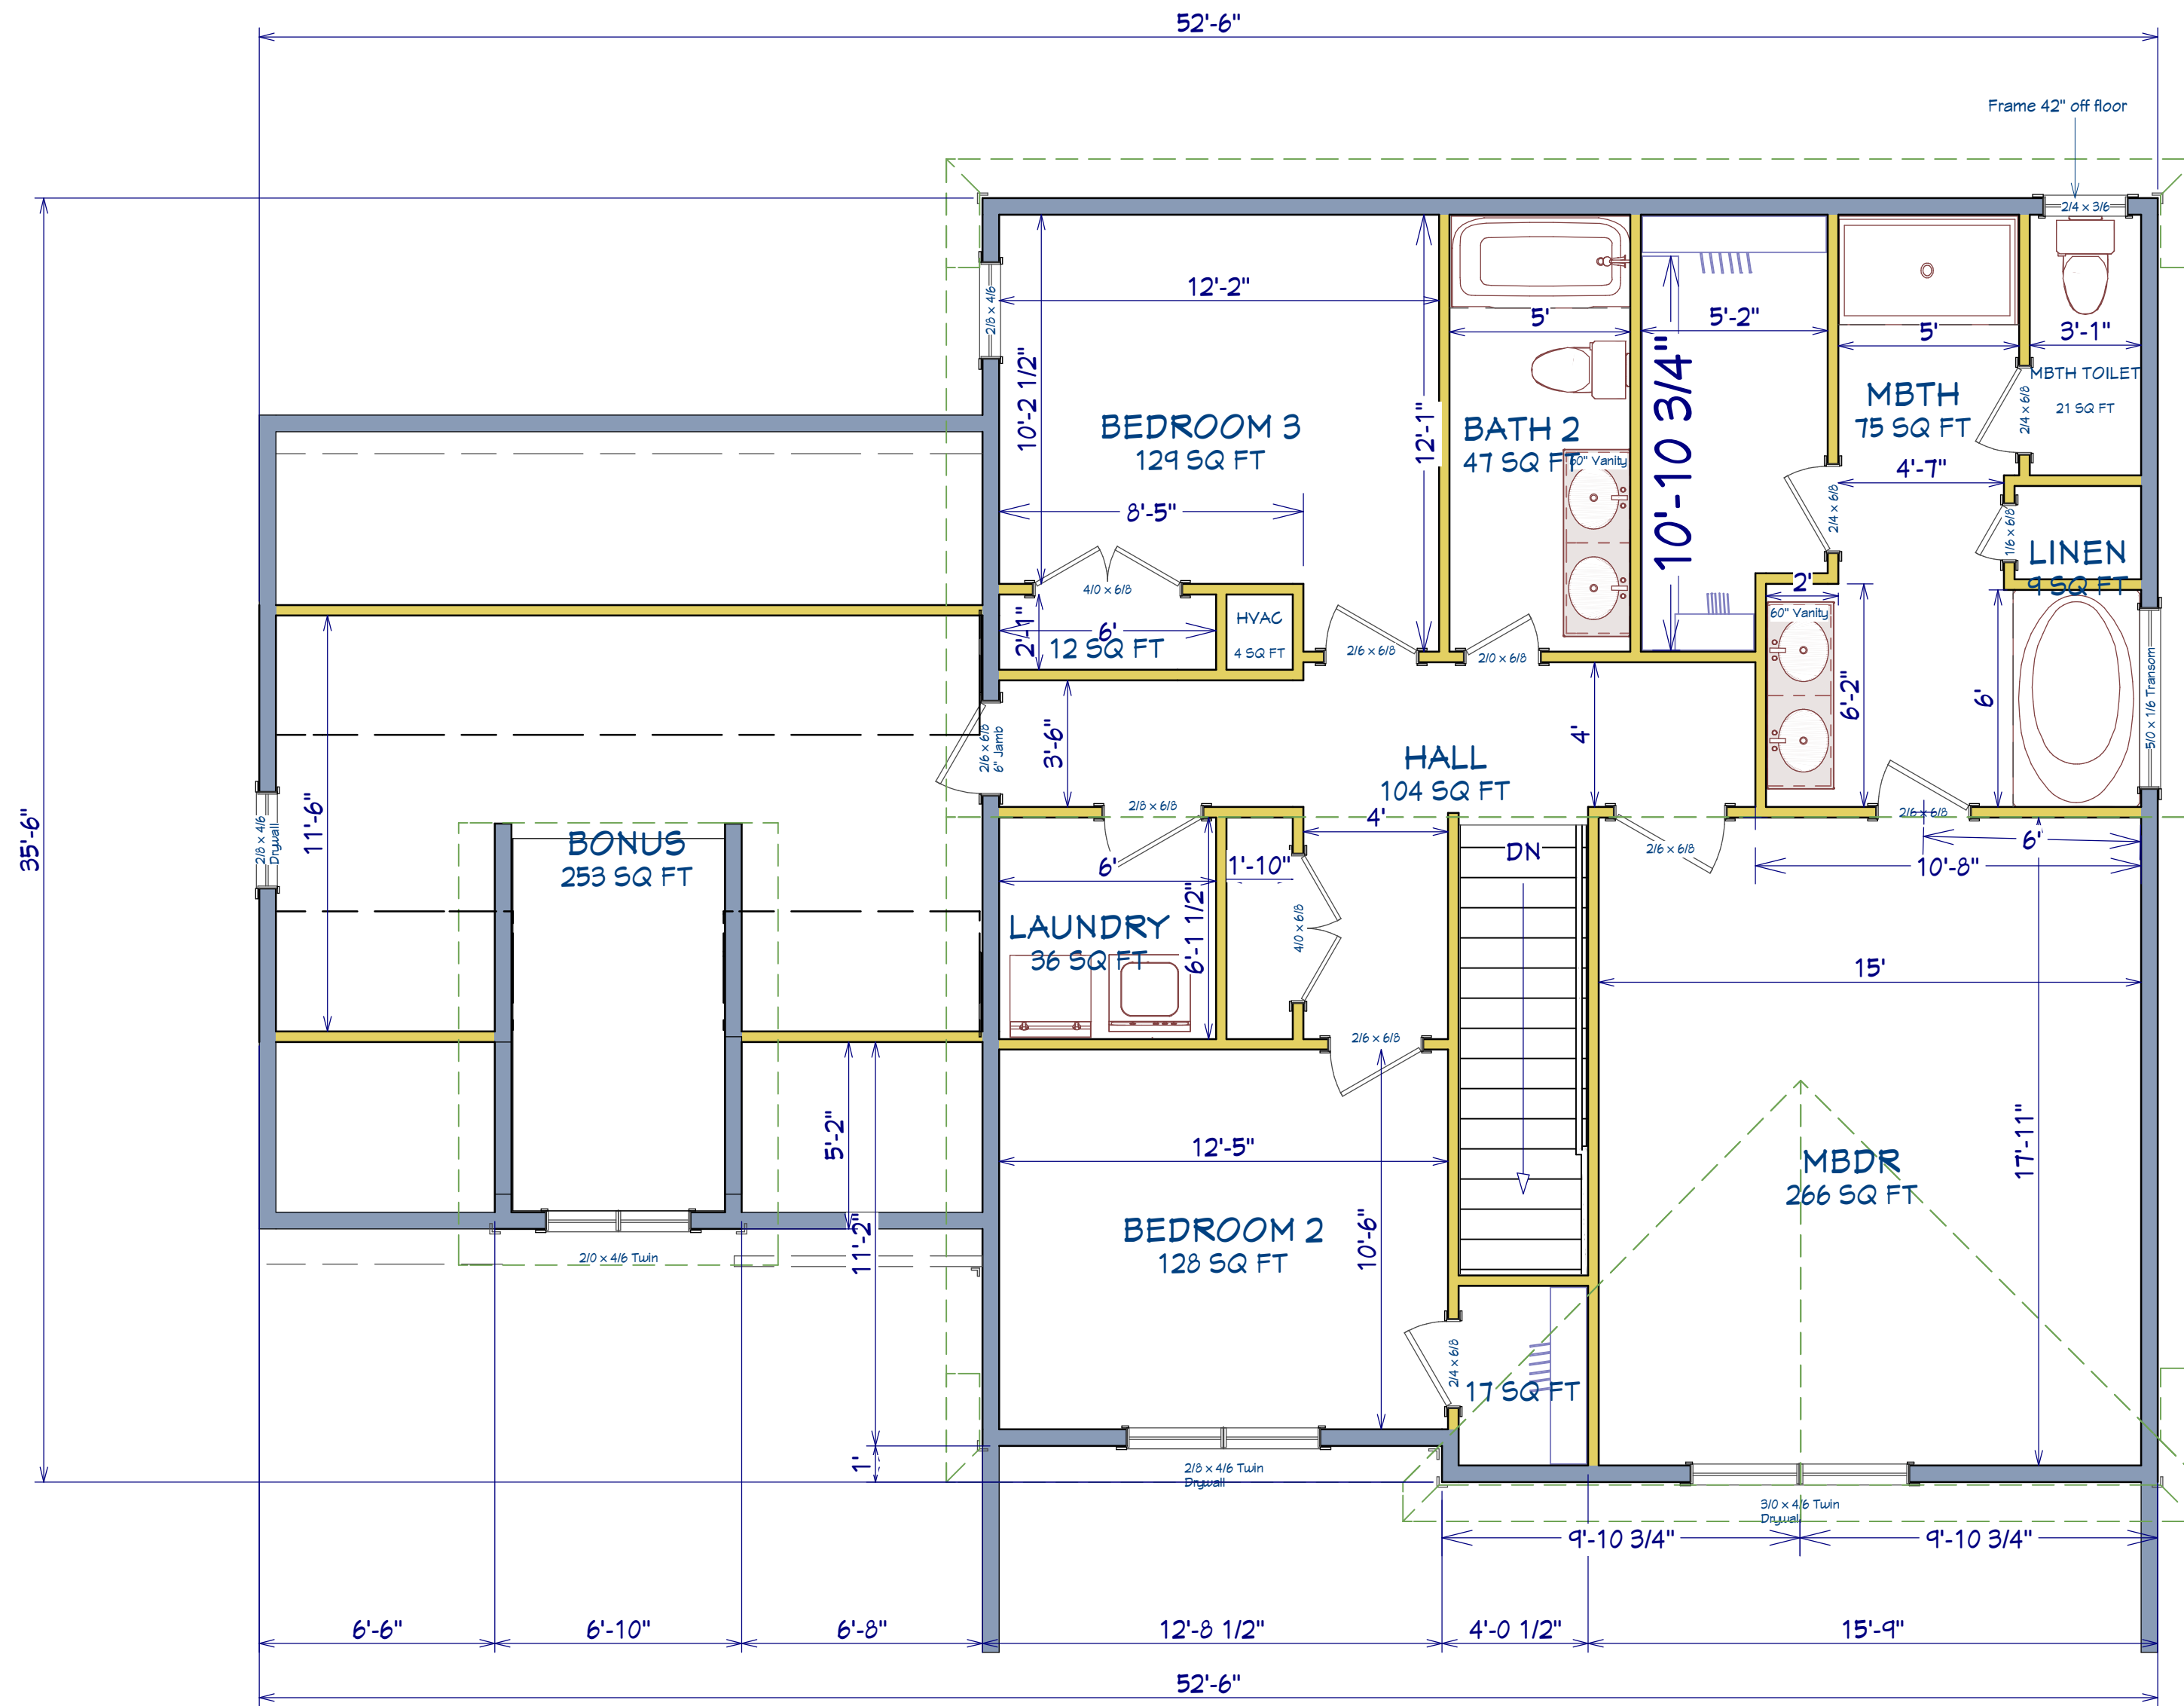 52'-6"
Frame 42" off floor
2/4 x 3/6
12'-2"
2/8 x 4/6
10'-2 1/2"
12'-1"
5'
5'-2"
10'-10 3/4"
5'
3'-1"
MBTH TOILET
21 SQ FT
2/4 x 6/8
MBTH
75 SQ FT
BEDROOM 3
129 SQ FT
BATH 2
47 SQ FT
60" Vanity
4'-7"
2/4 x 6/8
8'-5"
1/6 x 6/8
LINEN
9 SQ FT
4/0 x 6/8
2'
60" Vanity
2'-1"
6'
12 SQ FT
HVAC
4 SQ FT
2/6 x 6/8
2/0 x 6/8
6'-2"
6'
5/0 x 1/6 Transom
2/6 x 6/8
6" Jamb
3'-6"
HALL
104 SQ FT
4'
35'-6"
2/8 x 4/6
Drywall
11'-6"
BONUS
253 SQ FT
2/8 x 6/8
4'
DN
2/6 x 6/8
2/6 x 6/8
6'
10'-8"
6'
1'-10"
LAUNDRY
36 SQ FT
6'-1 1/2"
4/0 x 6/8
15'
2/6 x 6/8
5'-2"
12'-5"
17'-11"
MBDR
266 SQ FT
11'-2"
BEDROOM 2
128 SQ FT
10'-6"
2/0 x 4/6 Twin
2/4 x 6/8
17 SQ FT
1'
2/8 x 4/6 Twin
Drywall
3/0 x 4/6 Twin
Drywall
9'-10 3/4"
9'-10 3/4"
6'-6"
6'-10"
6'-8"
12'-8 1/2"
4'-0 1/2"
15'-9"
52'-6"